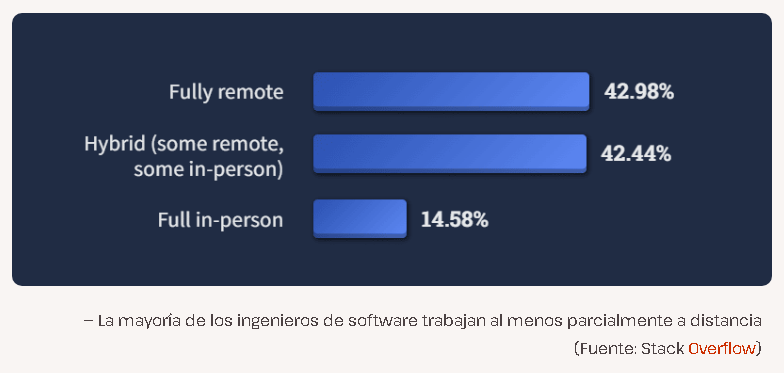 Fully remote 42.98%
Hybrid (some remote,
some in-person) 42.44%
Full in-person 14.58%
– La mayoría de los ingenieros de software trabajan al menos parcialmente a distancia
(Fuente: Stack Overflow)